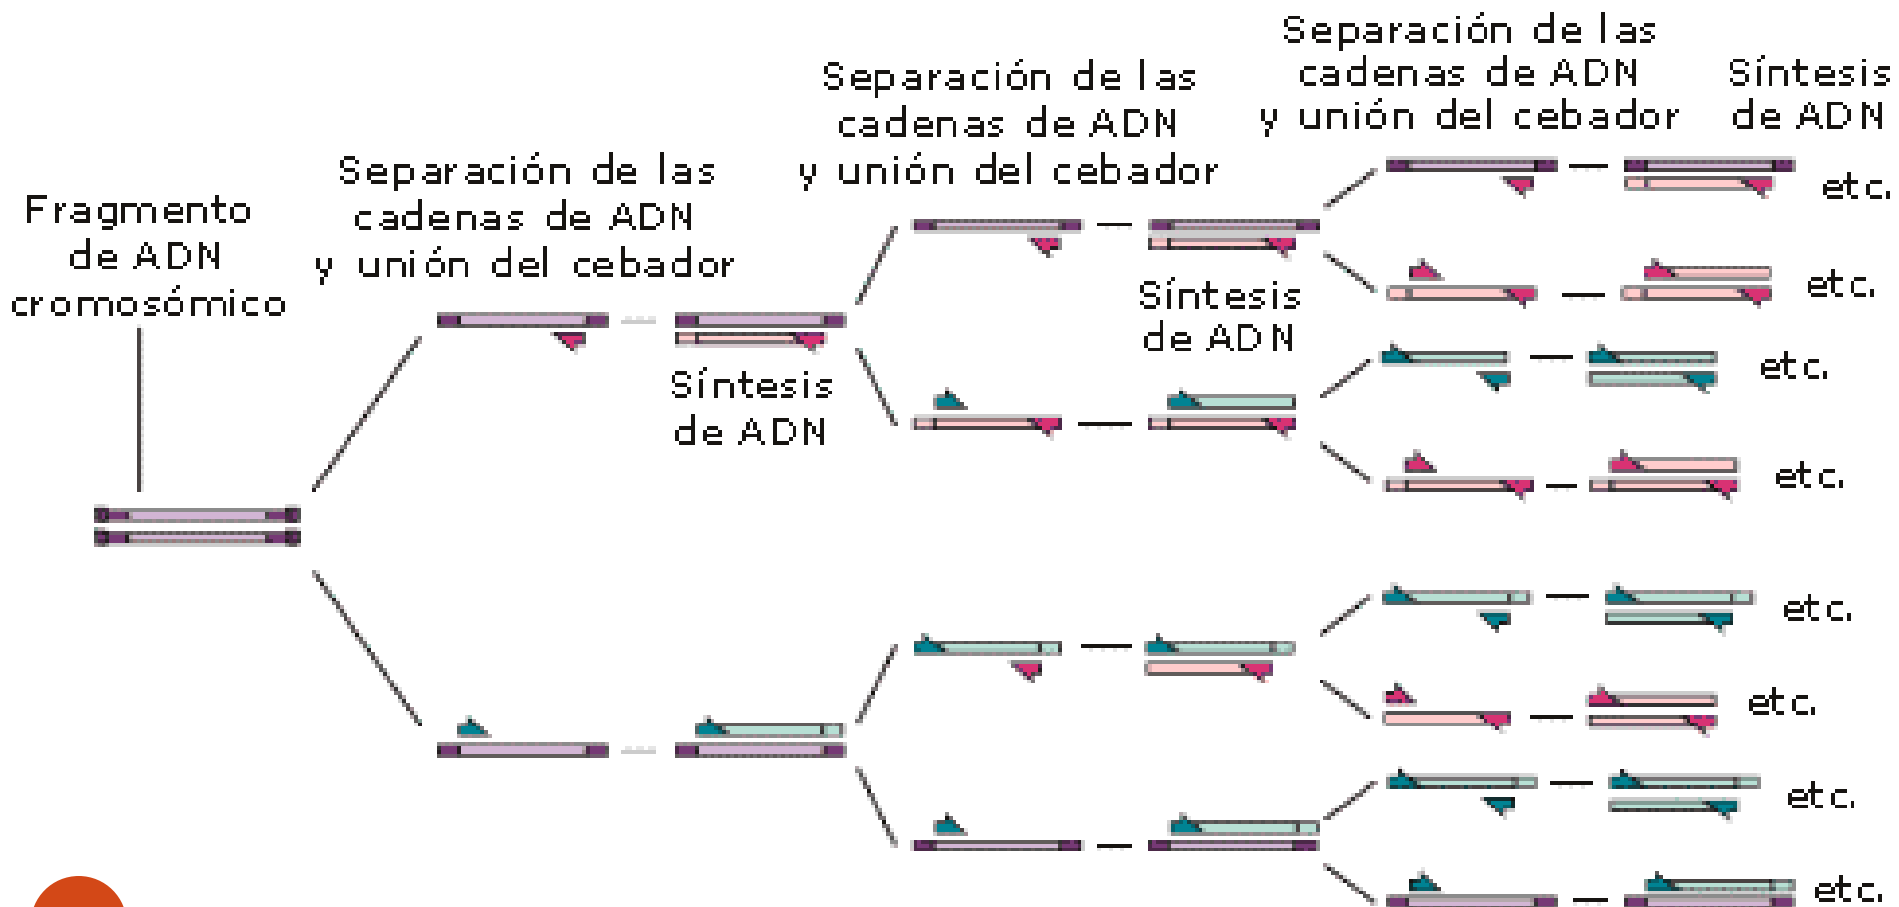 Fragmento
de ADN
cromosómico
Separación de las
cadenas de ADN
y unión del cebador
Síntesis
de ADN
Separación de las
cadenas de ADN
y unión del cebador
Síntesis
de ADN
Separación de las
cadenas de ADN
y unión del cebador
Síntesis
de ADN
etc.
etc.
etc.
etc.
etc.
etc.
etc.
etc.